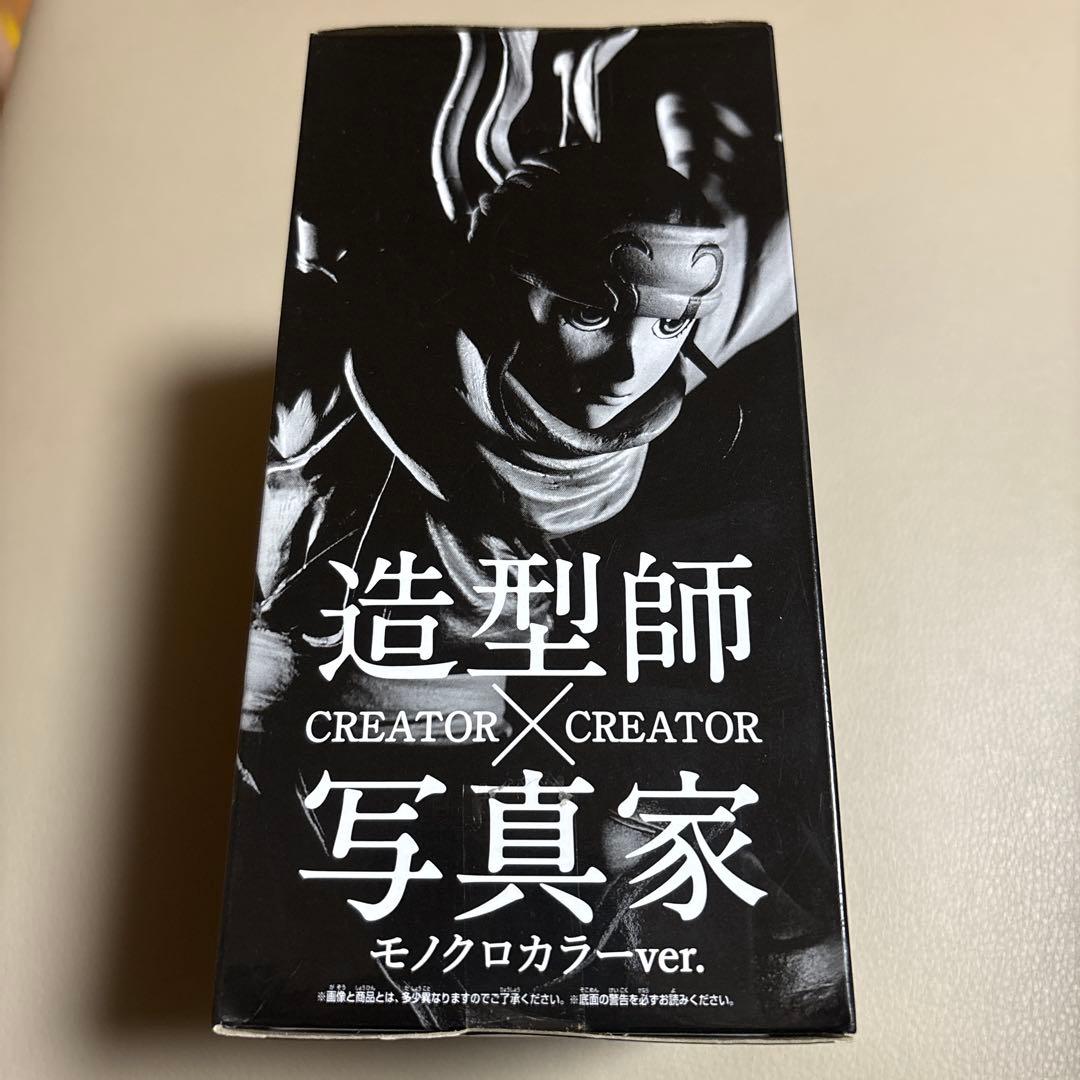 造型師
CREATOR×CREATOR
写真家
モノクロカラーver.
※画像と商品とは、多少異なりますのでご了承ください。※底面の警告を必ずお読みください。